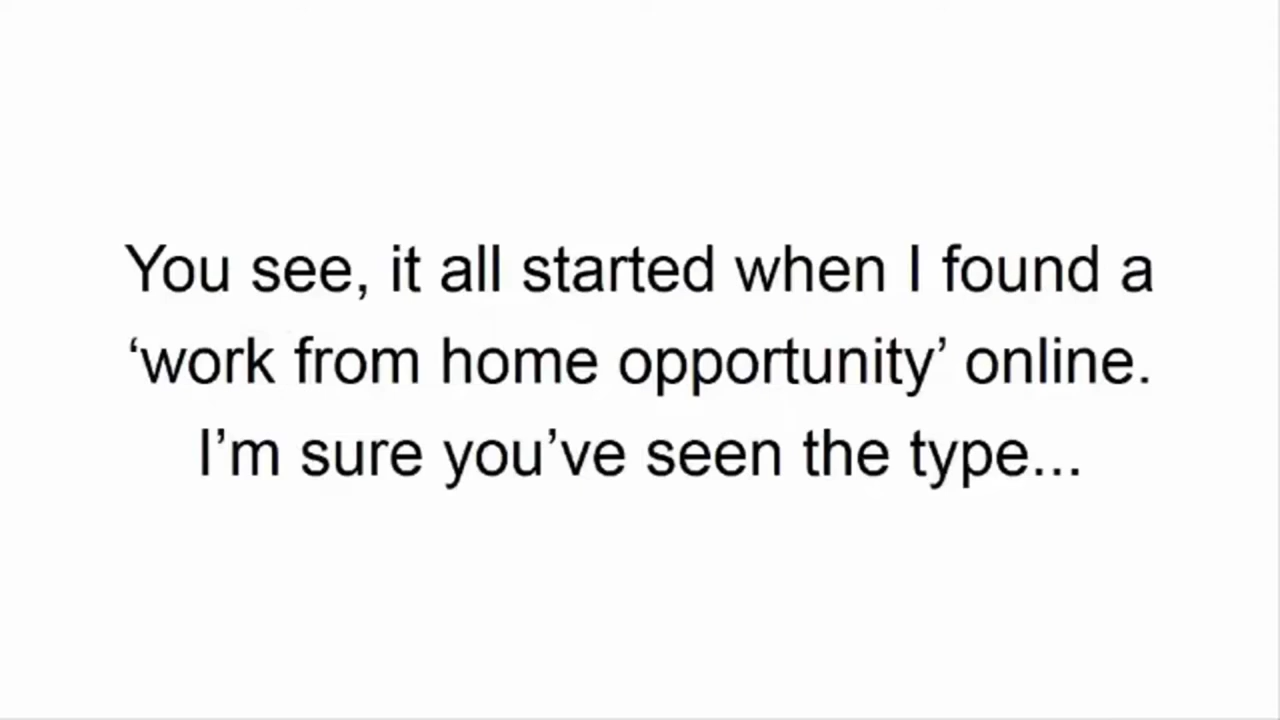 You see, it all started when I found a
‘work from home opportunity’ online.
I’m sure you’ve seen the type...